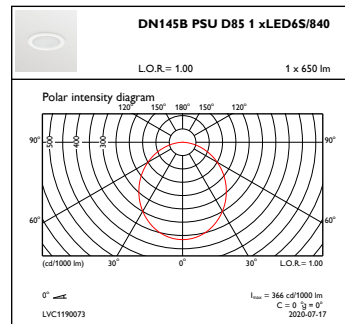 DN145B PSU D85 1 xLED6S/840
L.O.R.= 1.00 1 x 650 lm
Polar intensity diagram
120° 150° 180° 150° 120°
90° 500 400 300 90°
60° 60°
(cd/1000 lm) 30° 0° 30° L.O.R.= 1.00
0°
Imax = 366 cd/1000 lm
C = 0 °g = 0°
LVC1190073 2020-07-17